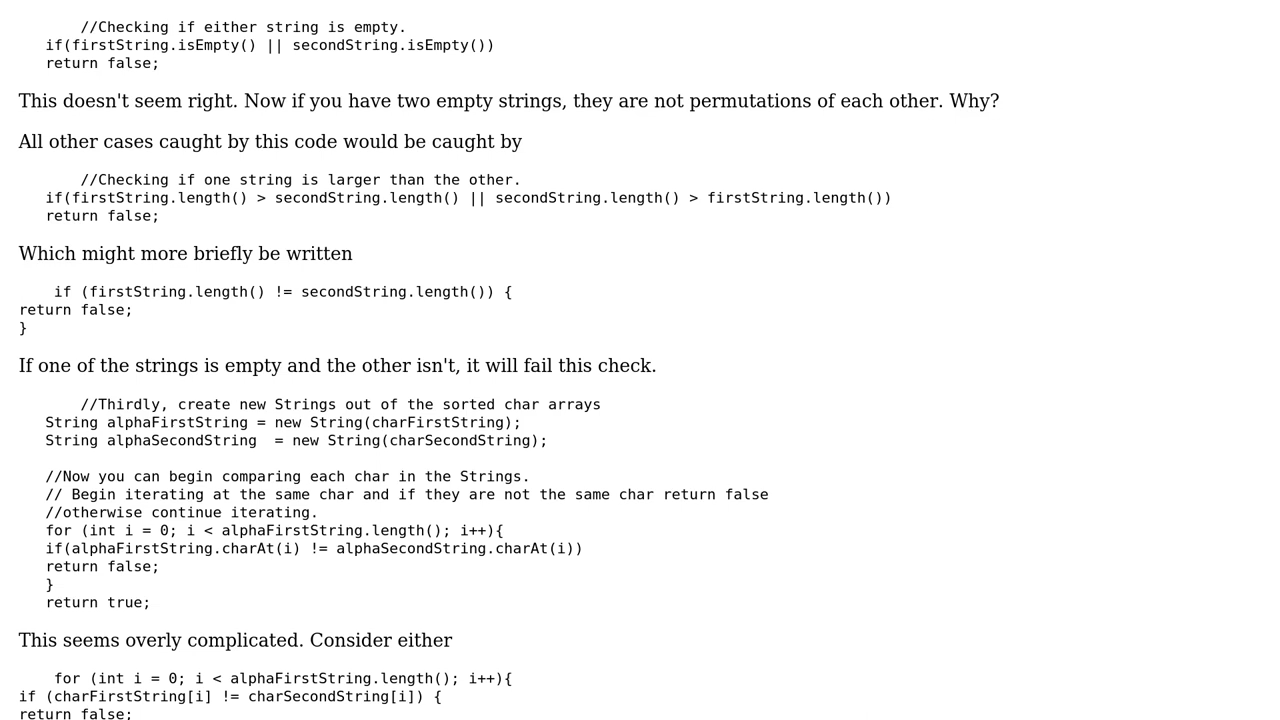 //Checking if either string is empty.
if(firstString.isEmpty() || secondString.isEmpty())
return false;
This doesn't seem right. Now if you have two empty strings, they are not permutations of each other. Why?
All other cases caught by this code would be caught by
//Checking if one string is larger than the other.
if(firstString.length() > secondString.length() || secondString.length() > firstString.length())
return false;
Which might more briefly be written
if (firstString.length() != secondString.length()) {
return false;
}
If one of the strings is empty and the other isn't, it will fail this check.
//Thirdly, create new Strings out of the sorted char arrays
String alphaFirstString = new String(charFirstString);
String alphaSecondString  = new String(charSecondString);
//Now you can begin comparing each char in the Strings.
// Begin iterating at the same char and if they are not the same char return false
//otherwise continue iterating.
for (int i = 0; i < alphaFirstString.length(); i++){
if(alphaFirstString.charAt(i) != alphaSecondString.charAt(i))
return false;
}
return true;
This seems overly complicated. Consider either
for (int i = 0; i < alphaFirstString.length(); i++){
if (charFirstString[i] != charSecondString[i]) {
return false;